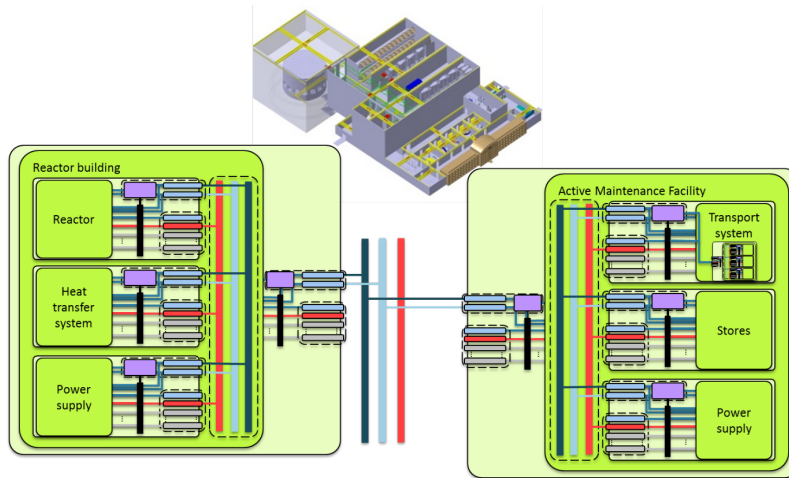 Reactor building
Reactor
Heat
transfer
system
Power
supply
Active Maintenance Facility
Transport
system
Stores
Power
supply